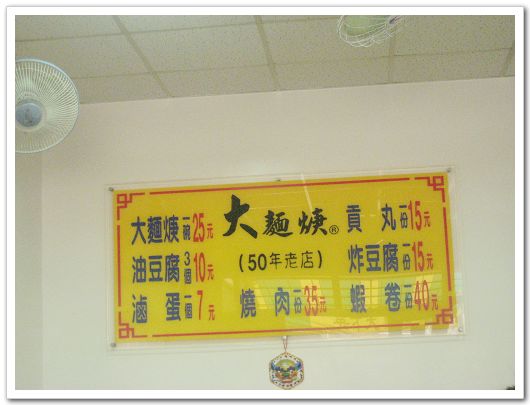 大麵焿 一碗25元
油豆腐 3個10元
滷蛋 一個7元
大麵焿®
(50年老店)
燒肉 一份35元
貢丸 一份15元
炸豆腐 一份15元
蝦卷 一份40元